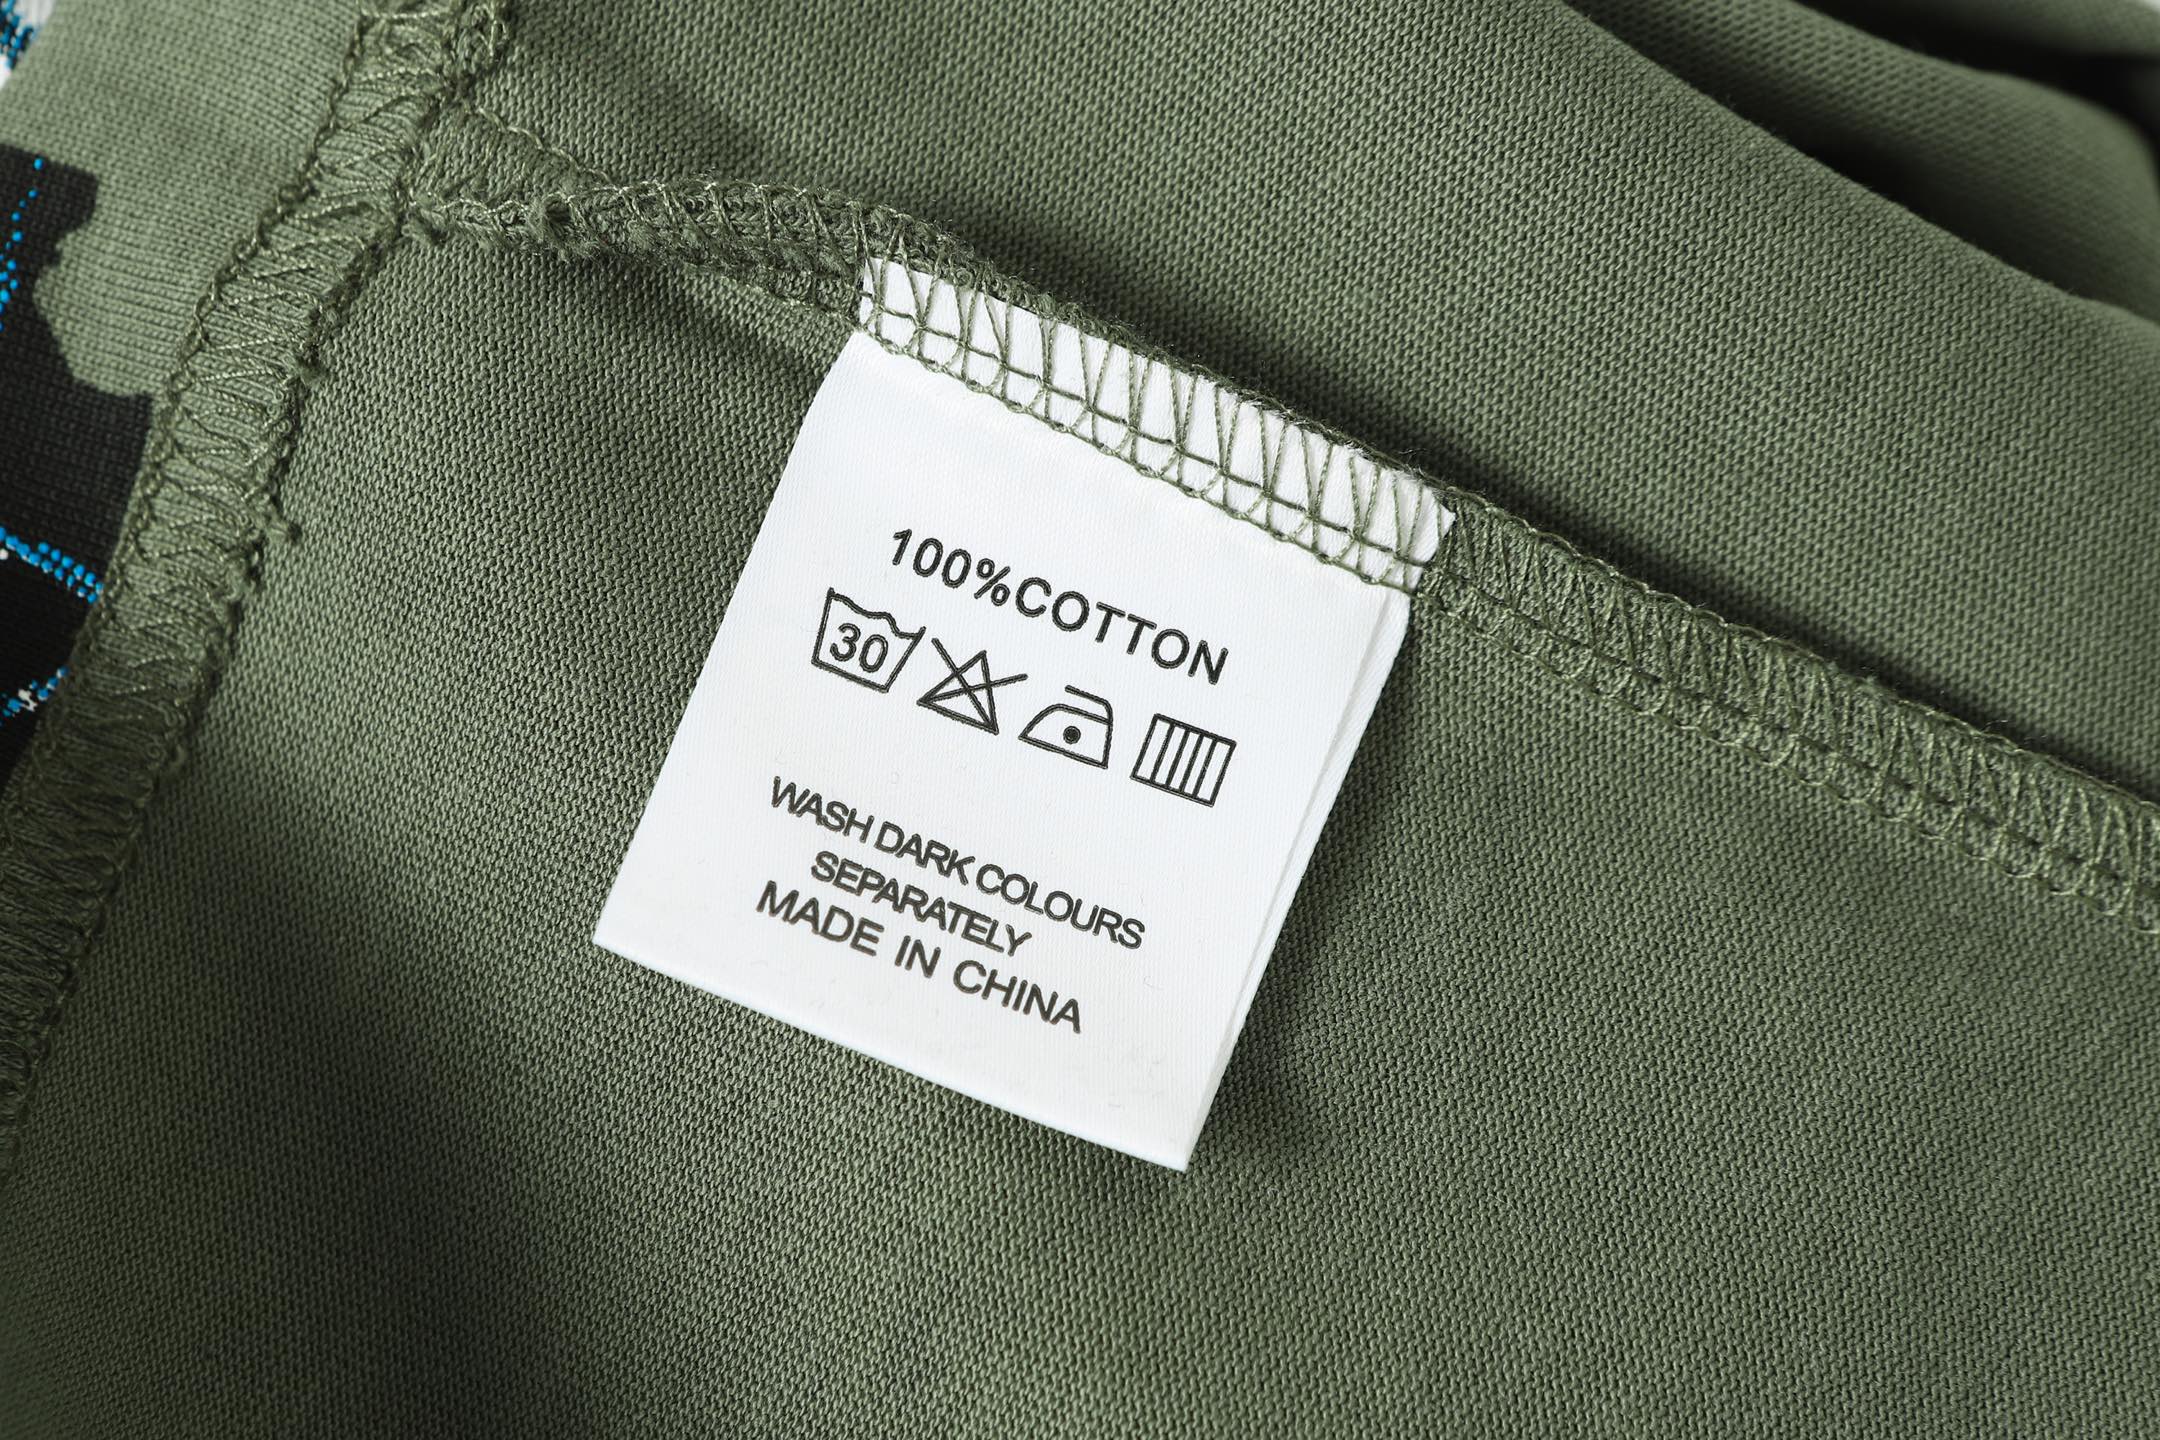 100%COTTON
30
WASH DARK COLOURS
SEPARATELY
MADE IN CHINA